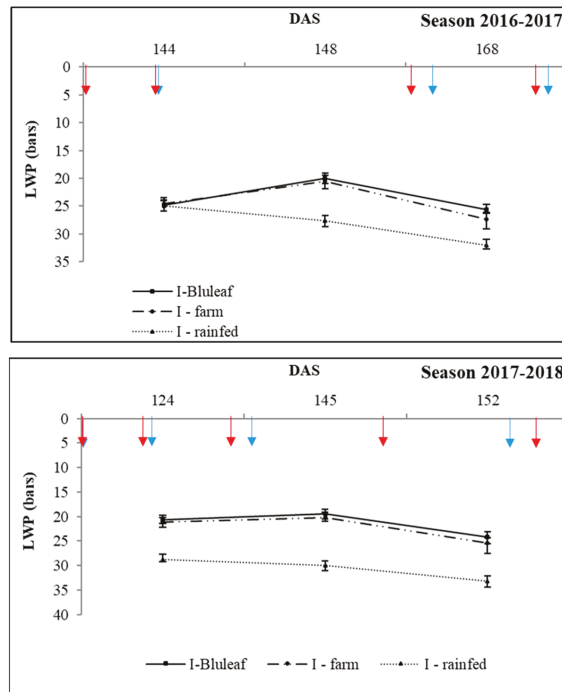 DAS Season 2016-2017
144 148 168
0
5
10
15
20
25
30
35
LWP (bars)
I-Bluleaf
I - farm
I - rainfed
DAS Season 2017-2018
124 145 152
0
5
10
15
20
25
30
35
40
LWP (bars)
I-Bluleaf I - farm I - rainfed